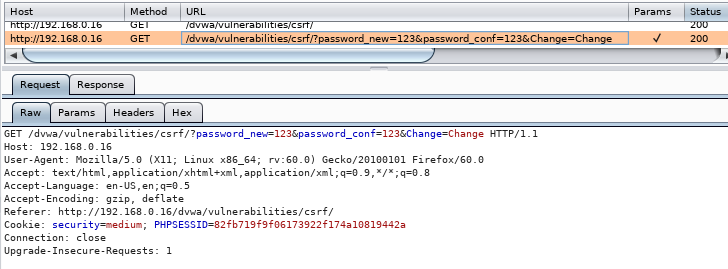 Host Method URL Params Status
http://192.168.0.16 GET /dvwa/vulnerabilities/csrf/ 200
http://192.168.0.16 GET /dvwa/vulnerabilities/csrf/?password_new=123&password_conf=123&Change=Change ✓ 200
Request Response
Raw Params Headers Hex
GET /dvwa/vulnerabilities/csrf/?password_new=123&password_conf=123&Change=Change HTTP/1.1
Host: 192.168.0.16
User-Agent: Mozilla/5.0 (X11; Linux x86_64; rv:60.0) Gecko/20100101 Firefox/60.0
Accept: text/html,application/xhtml+xml,application/xml;q=0.9,*/*;q=0.8
Accept-Language: en-US,en;q=0.5
Accept-Encoding: gzip, deflate
Referer: http://192.168.0.16/dvwa/vulnerabilities/csrf/
Cookie: security=medium; PHPSESSID=82fb719f9f06173922f174a10819442a
Connection: close
Upgrade-Insecure-Requests: 1